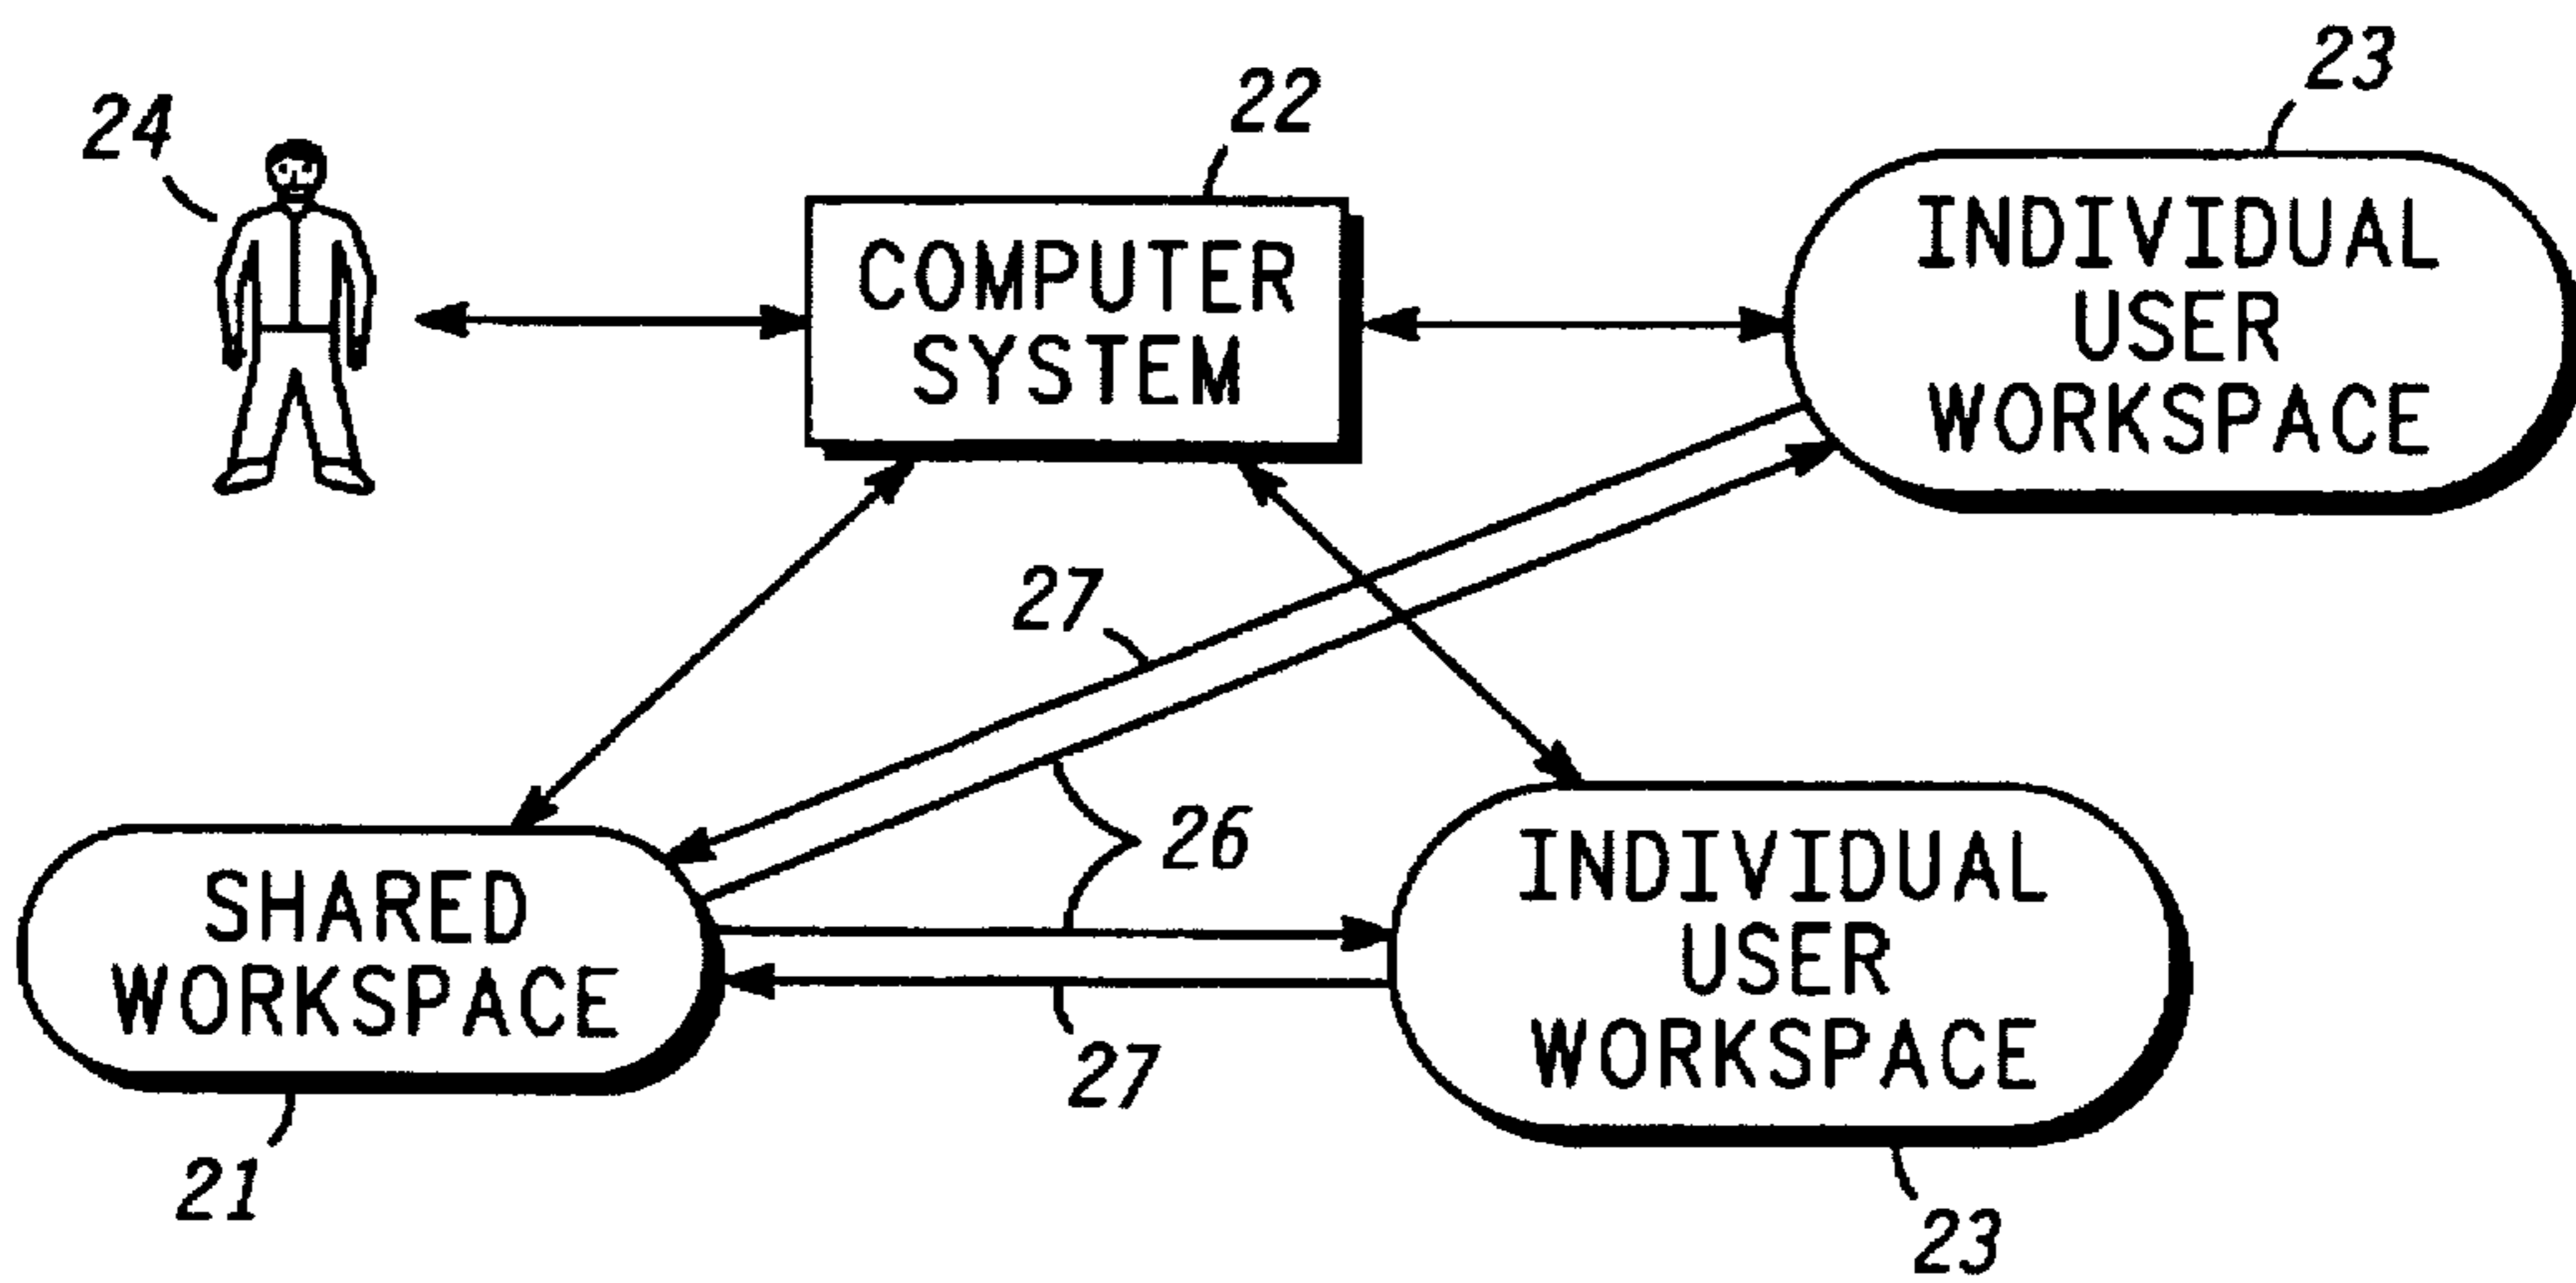 23
22
24
COMPUTER
SYSTEM
INDIVIDUAL
USER
WORKSPACE
27
26
SHARED
WORKSPACE
INDIVIDUAL
USER
WORKSPACE
27
21
23